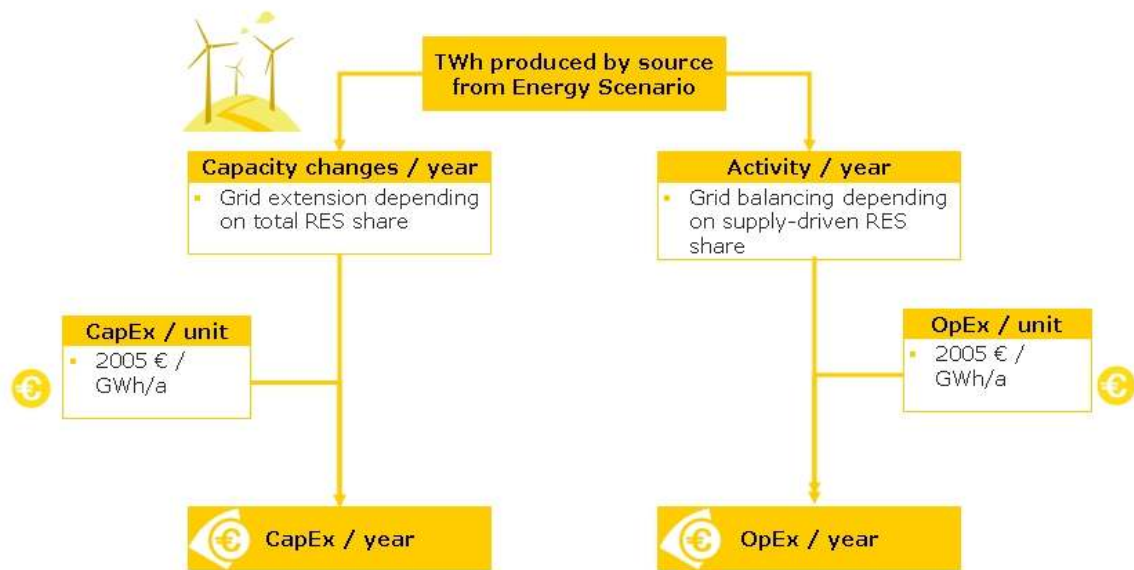 TWh produced by source
from Energy Scenario
Capacity changes / year
▪ Grid extension depending
on total RES share
Activity / year
▪ Grid balancing depending
on supply-driven RES
share
CapEx / unit
▪ 2005 € /
GWh/a
€
OpEx / unit
▪ 2005 € /
GWh/a
€
€ CapEx / year
€ OpEx / year